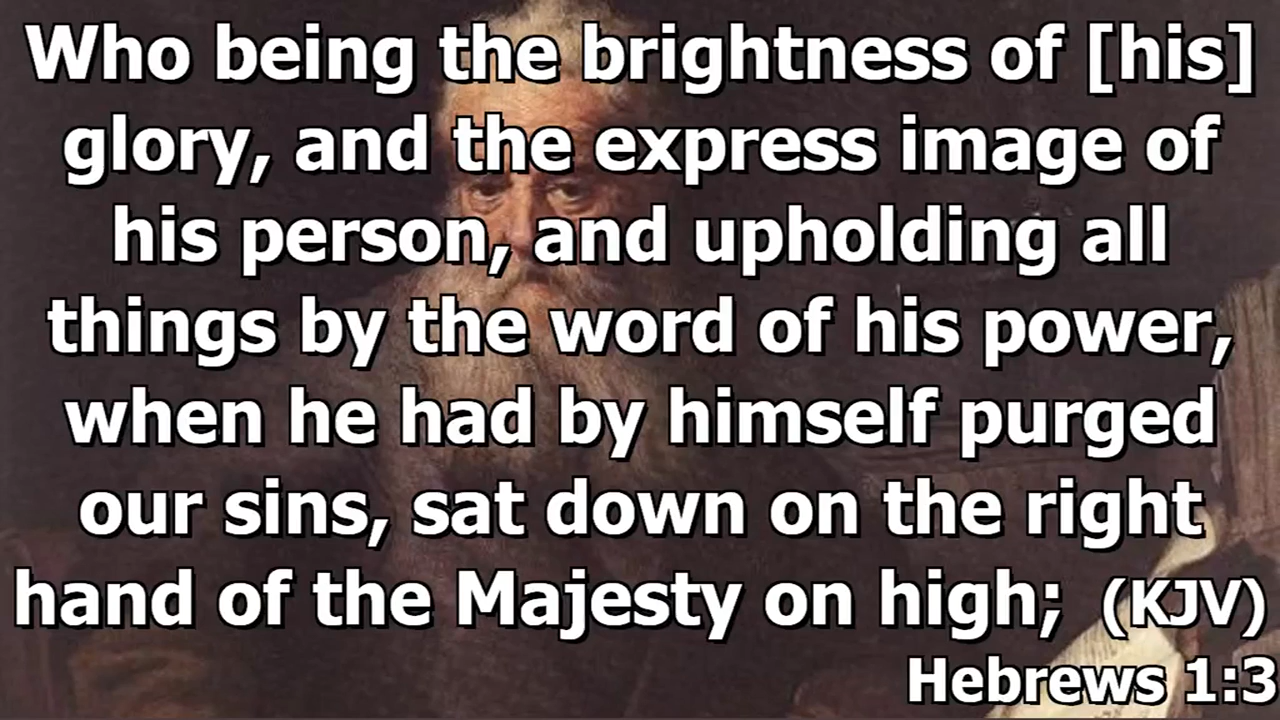 Who being the brightness of [his]
glory, and the express image of
his person, and upholding all
things by the word of his power,
when he had by himself purged
our sins, sat down on the right
hand of the Majesty on high; (KJV)
Hebrews 1:3